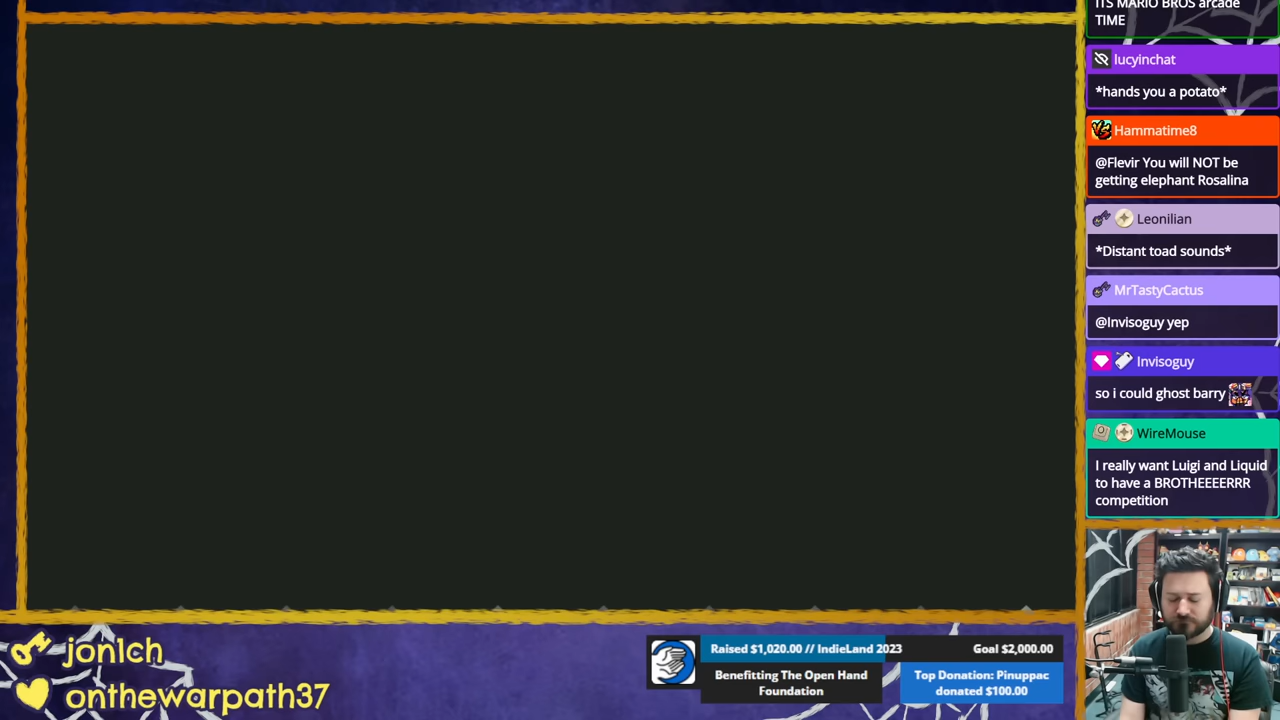 ITS MARIO BROS arcade
TIME
lucyinchat
*hands you a potato*
Hammatime8
@Flevir You will NOT be
getting elephant Rosalina
Leonilian
*Distant toad sounds*
MrTastyCactus
@Invisoguy yep
Invisoguy
so i could ghost barry
WireMouse
I really want Luigi and Liquid
to have a BROTHEEEERRR
competition
jon1ch
onthewarpath37
Raised $1,020.00 // IndieLand 2023
Goal $2,000.00
Benefitting The Open Hand
Foundation
Top Donation: Pinuppac
donated $100.00